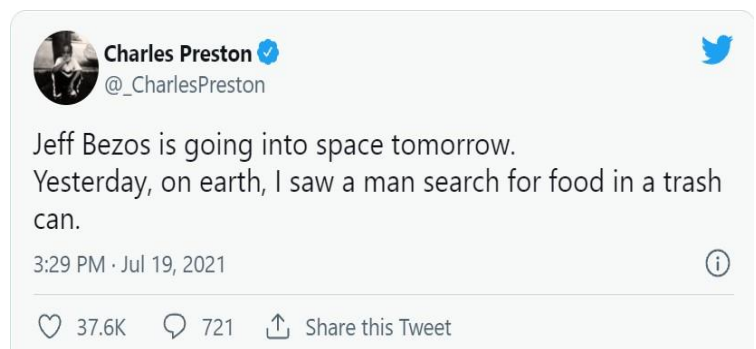 Charles Preston
@_CharlesPreston
Jeff Bezos is going into space tomorrow.
Yesterday, on earth, I saw a man search for food in a trash
can.
3:29 PM · Jul 19, 2021
37.6K 721 Share this Tweet